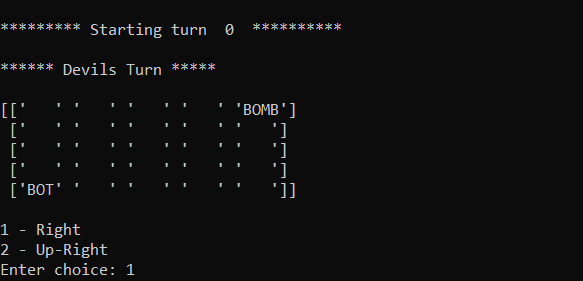 ********* Starting turn  0  **********
****** Devils Turn *****
[['   ' '   ' '   ' '   ' 'BOMB']
 ['   ' '   ' '   ' '   ' '   ']
 ['   ' '   ' '   ' '   ' '   ']
 ['   ' '   ' '   ' '   ' '   ']
 ['BOT' '   ' '   ' '   ' '   ']]
1 - Right
2 - Up-Right
Enter choice: 1